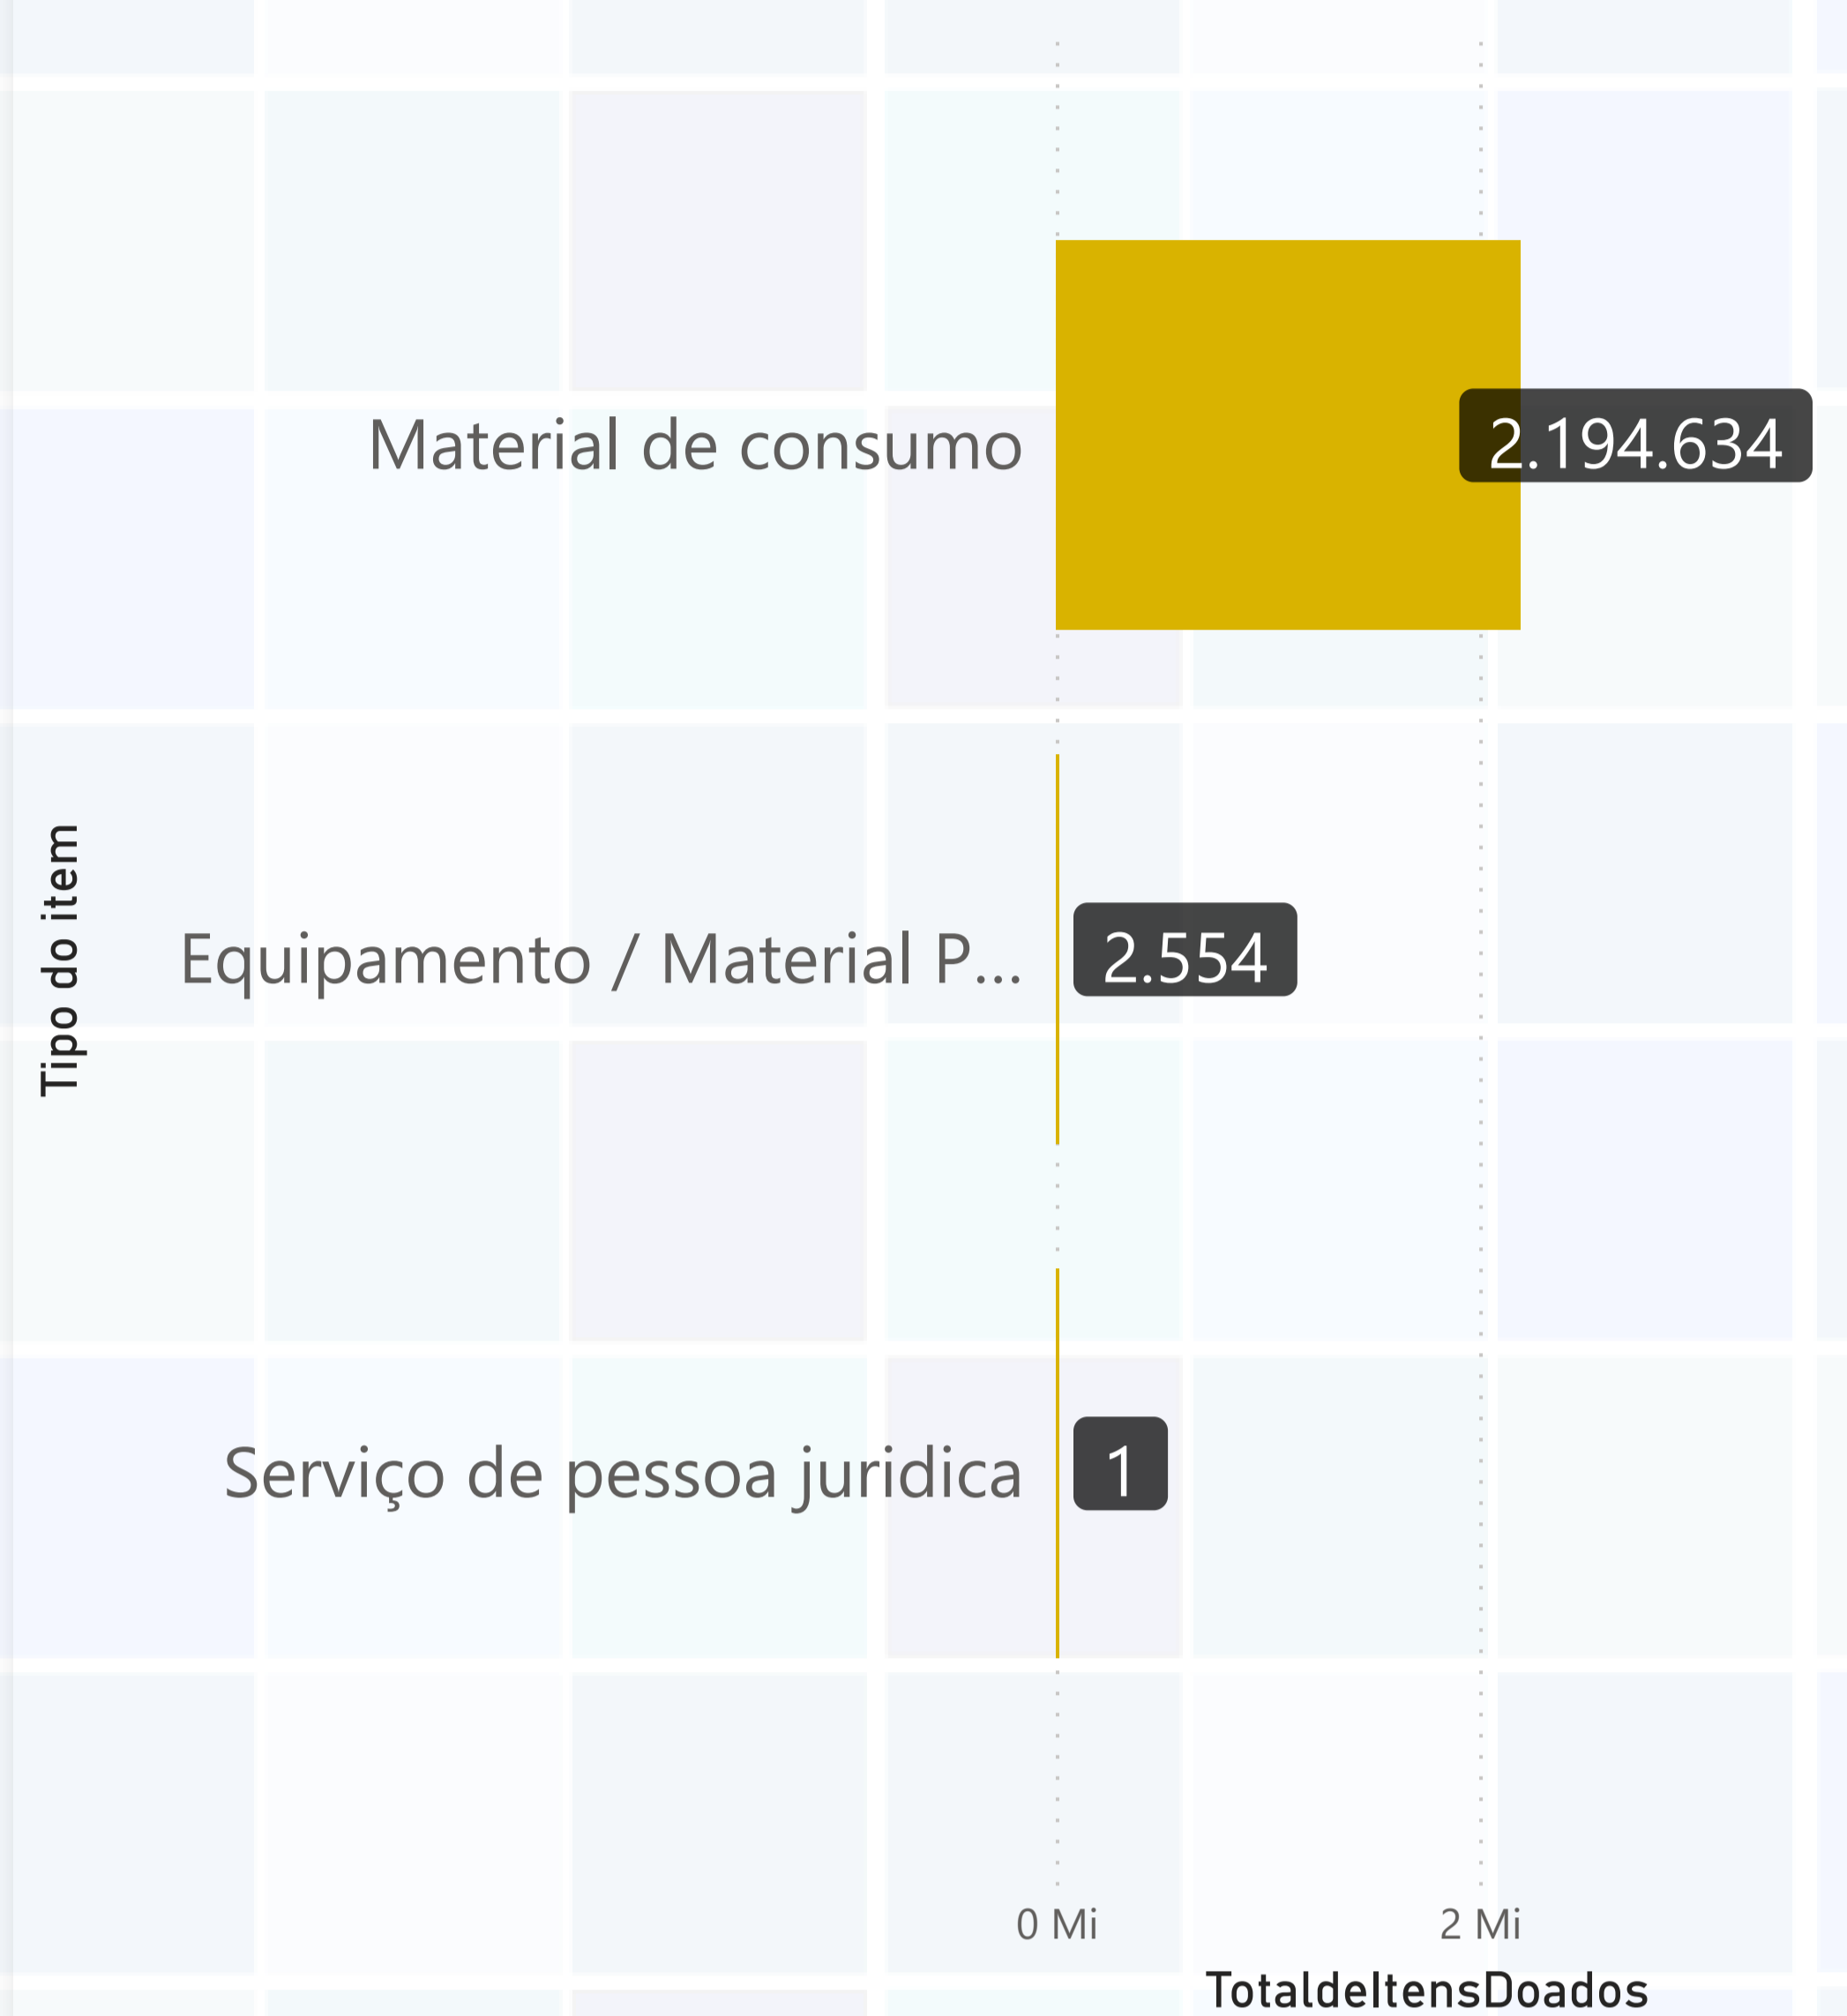 Tipo do item
Material de consumo
2.194.634
Equipamento / Material P...
2.554
Serviço de pessoa juridica
1
0 Mi
2 Mi
TotaldeItensDoados